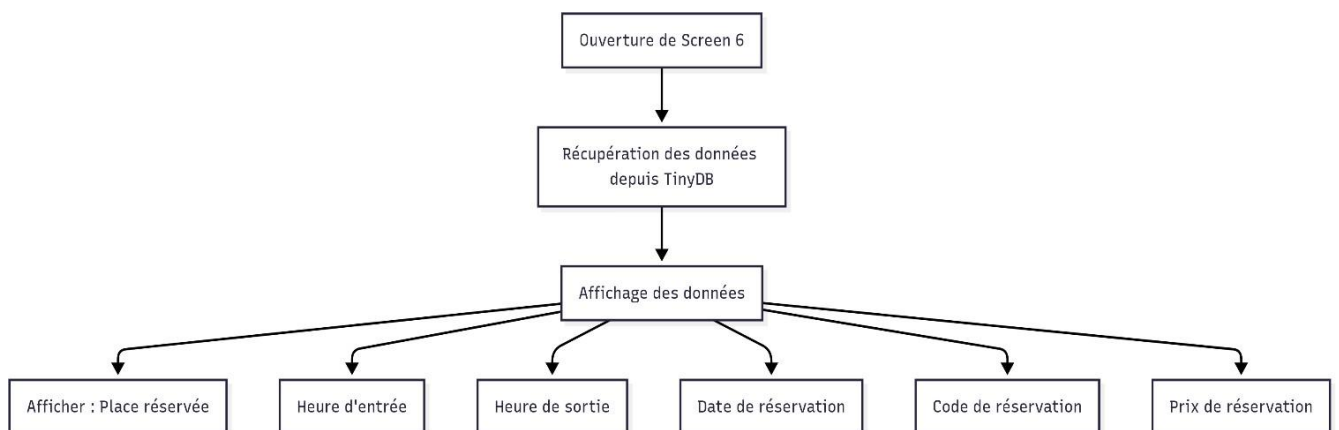 Ouverture de Screen 6
Récupération des données
depuis TinyDB
Affichage des données
Afficher : Place réservée
Heure d'entrée
Heure de sortie
Date de réservation
Code de réservation
Prix de réservation